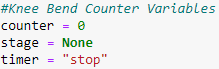 #Knee Bend Counter Variables
counter = 0
stage = None
timer = "stop"